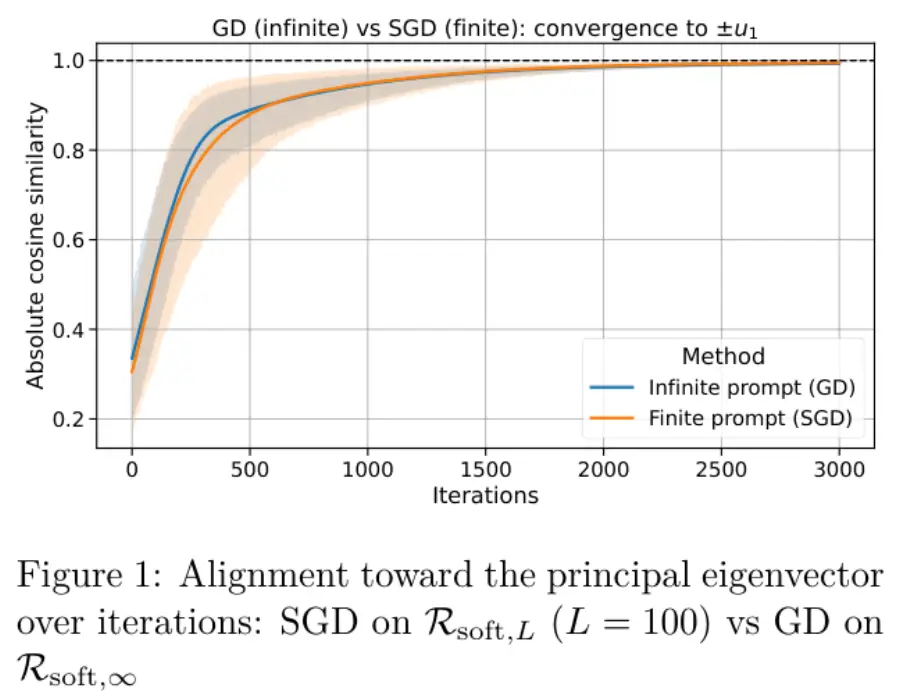 GD (infinite) vs SGD (finite): convergence to ±u₁
1.0
0.8
0.6
0.4
0.2
Absolute cosine similarity
Method
Infinite prompt (GD)
Finite prompt (SGD)
0 500 1000 1500 2000 2500 3000
Iterations
Figure 1: Alignment toward the principal eigenvector
over iterations: SGD on ℛsoft,L (L = 100) vs GD on
ℛsoft,∞